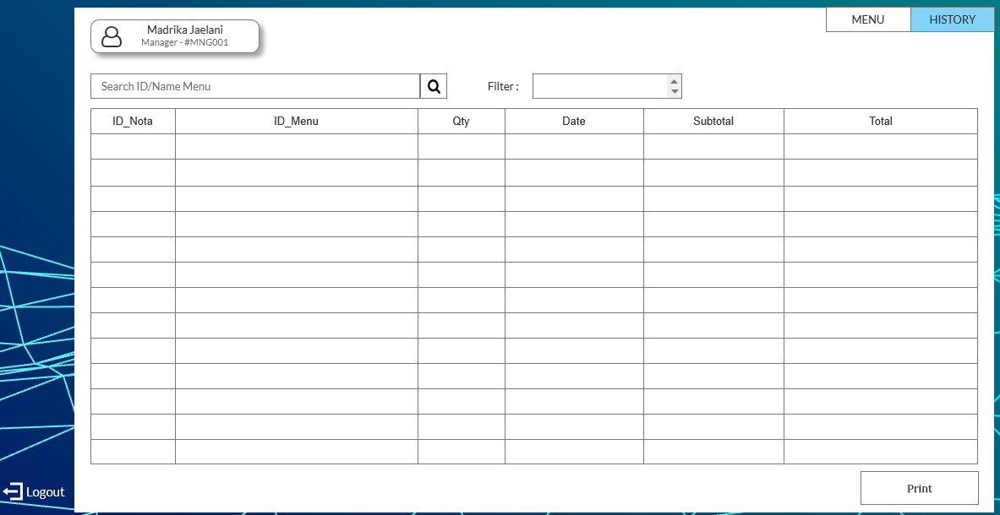 MENU
HISTORY
Madrika Jaelani
Manager - #MNG001
Search ID/Name Menu
Filter :
ID_Nota
ID_Menu
Qty
Date
Subtotal
Total
Print
Logout